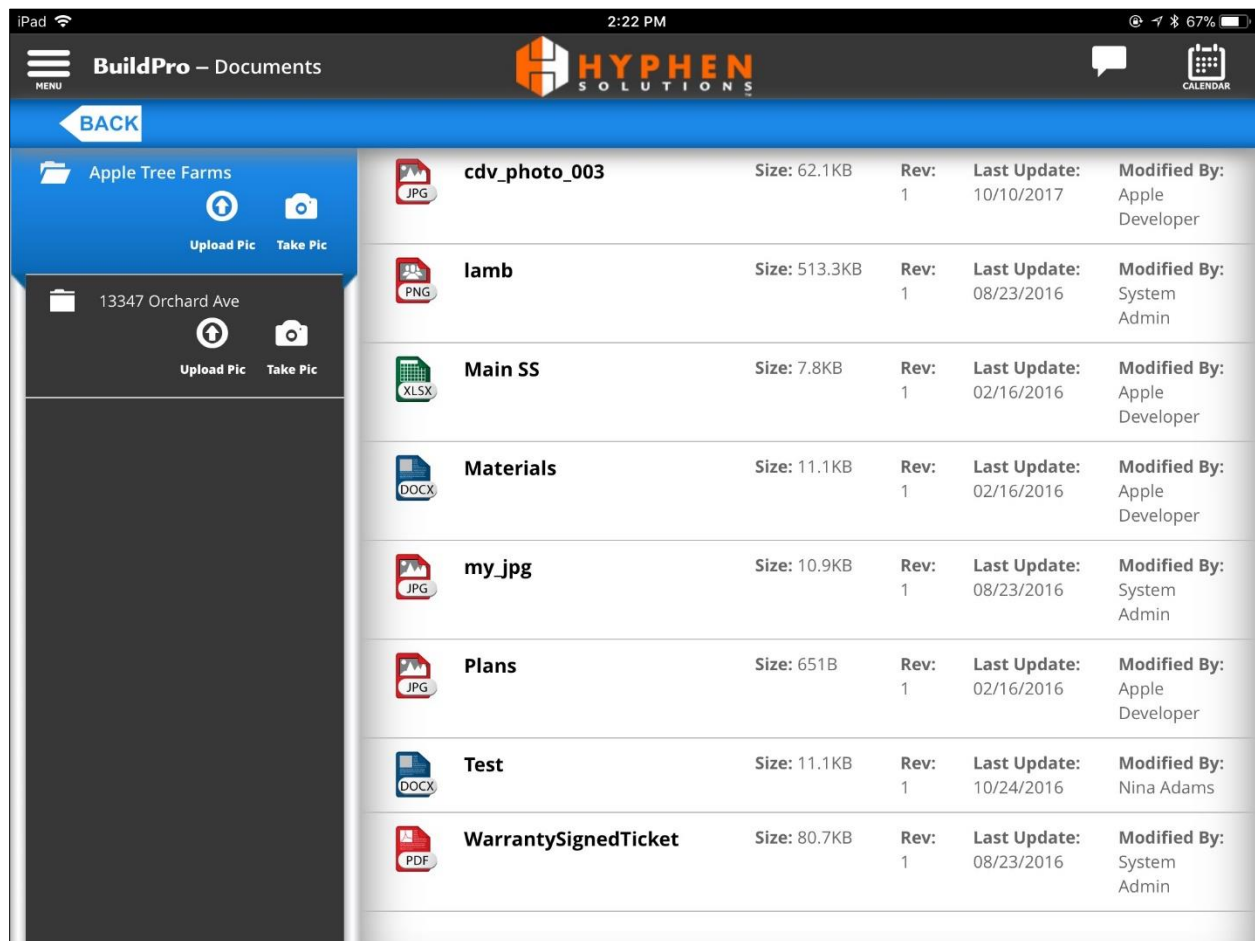 iPad 2:22 PM 67%
MENU BuildPro – Documents HYPHEN SOLUTIONS CALENDAR
BACK
Apple Tree Farms
Upload Pic Take Pic
13347 Orchard Ave
Upload Pic Take Pic
JPG cdv_photo_003 Size: 62.1KB Rev: 1 Last Update: 10/10/2017 Modified By: Apple Developer
PNG lamb Size: 513.3KB Rev: 1 Last Update: 08/23/2016 Modified By: System Admin
XLSX Main SS Size: 7.8KB Rev: 1 Last Update: 02/16/2016 Modified By: Apple Developer
DOCX Materials Size: 11.1KB Rev: 1 Last Update: 02/16/2016 Modified By: Apple Developer
JPG my_jpg Size: 10.9KB Rev: 1 Last Update: 08/23/2016 Modified By: System Admin
JPG Plans Size: 651B Rev: 1 Last Update: 02/16/2016 Modified By: Apple Developer
DOCX Test Size: 11.1KB Rev: 1 Last Update: 10/24/2016 Modified By: Nina Adams
PDF WarrantySignedTicket Size: 80.7KB Rev: 1 Last Update: 08/23/2016 Modified By: System Admin